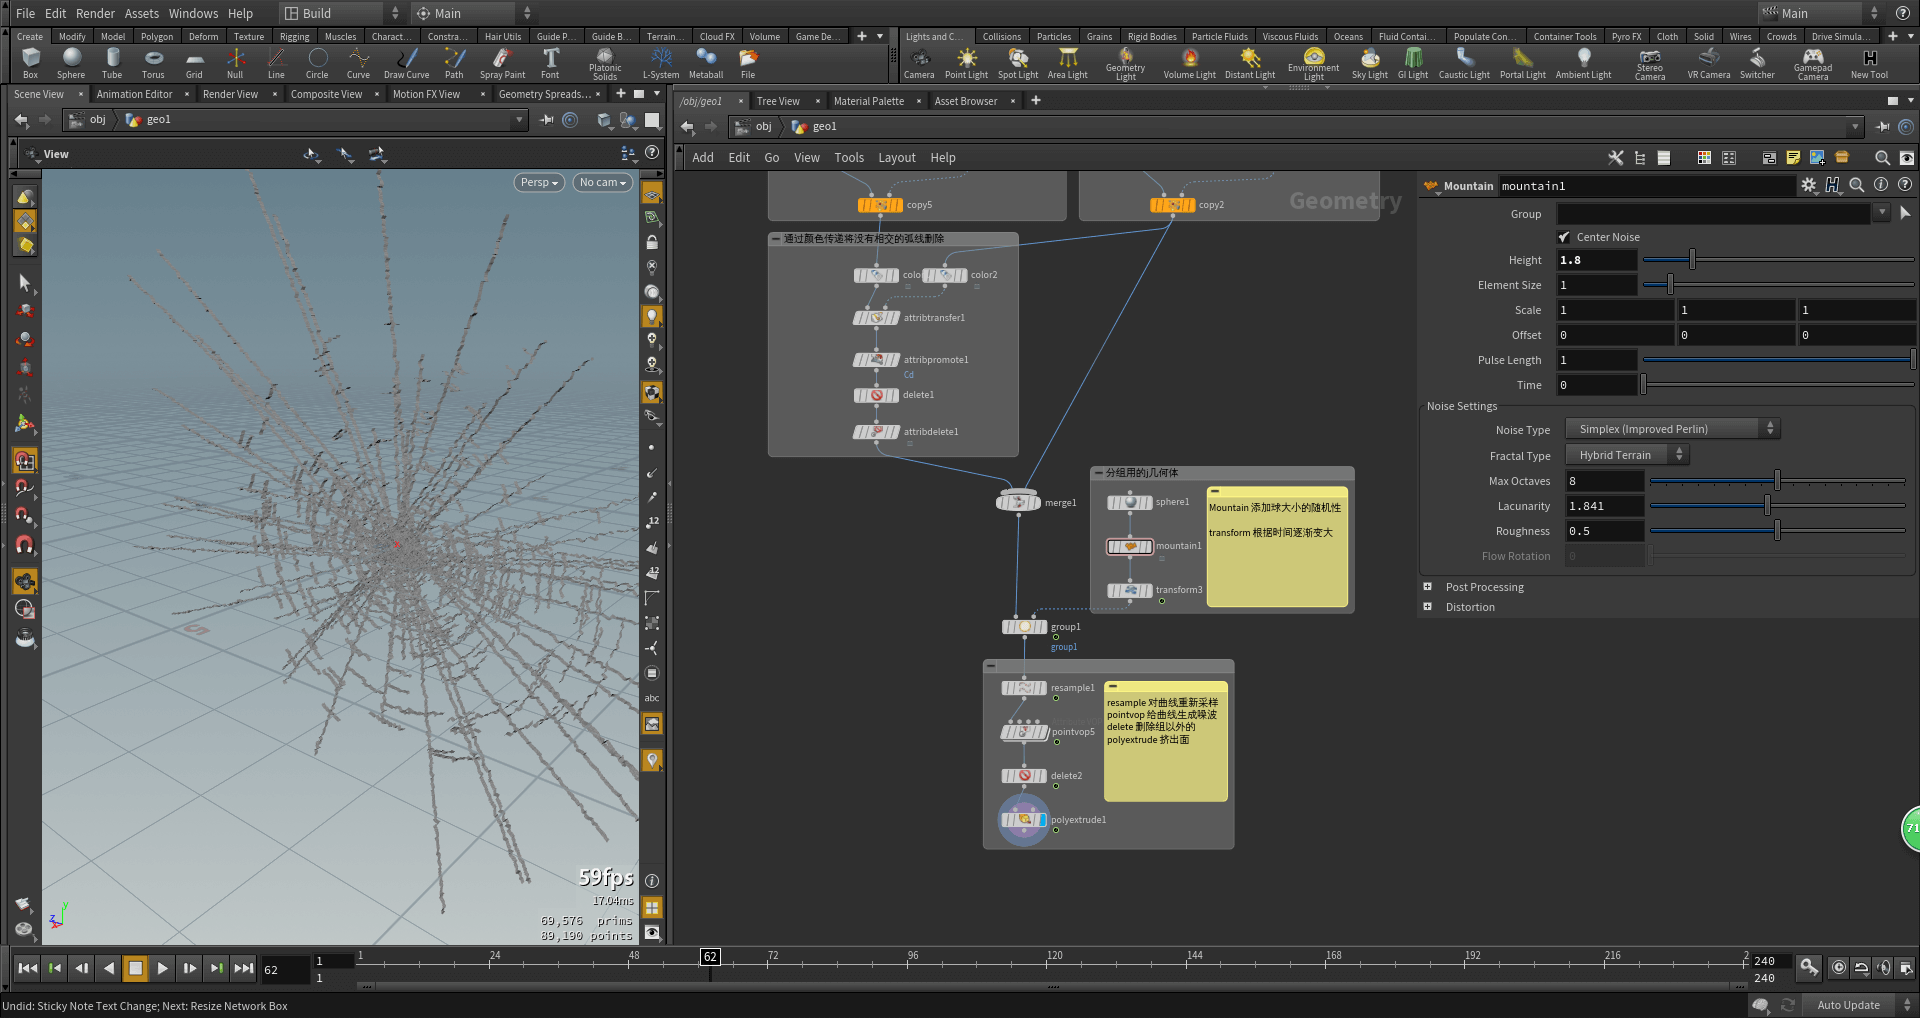 File Edit Render Assets Windows Help Build Main Main
Create Modify Model Polygon Deform Texture Rigging Muscles Charact... Constra... Hair Utils Guide P... Guide B... Terrain... Cloud FX Volume Game De...
Lights and C... Collisions Particles Grains Rigid Bodies Particle Fluids Viscous Fluids Oceans Fluid Contai... Populate Con... Container Tools Pyro FX Cloth Solid Wires Crowds Drive Simula...
Box Sphere Tube Torus Grid Null Line Circle Curve Draw Curve Path Spray Paint Font Platonic Solids L-System Metaball File
Camera Point Light Spot Light Area Light Geometry Light Volume Light Distant Light Environment Light Sky Light GI Light Caustic Light Portal Light Ambient Light Stereo Camera VR Camera Switcher Gamepad Camera New Tool
Scene View Animation Editor Render View Composite View Motion FX View Geometry Spreads...
/obj/geo1 Tree View Material Palette Asset Browser
obj geo1
obj geo1
View
Add Edit Go View Tools Layout Help
Persp No cam
Geometry
copy5
copy2
通过颜色传递将没有相交的弧线删除
colo
color2
attribtransfer1
attribpromote1
Cd
delete1
attribdelete1
merge1
分组用的j几何体
sphere1
mountain1
transform3
Mountain 添加球大小的随机性
transform 根据时间逐渐变大
group1
group1
resample1
pointvop5
delete2
polyextrude1
resample 对曲线重新采样
pointvop 给曲线生成噪波
delete 删除组以外的
polyextrude 挤出面
Mountain mountain1
Group
Center Noise
Height 1.8
Element Size 1
Scale 1 1 1
Offset 0 0 0
Pulse Length 1
Time 0
Noise Settings
Noise Type Simplex (Improved Perlin)
Fractal Type Hybrid Terrain
Max Octaves 8
Lacunarity 1.841
Roughness 0.5
Flow Rotation 0
Post Processing
Distortion
12
12
abc
59fps
17.04ms
69,576 prims
89,190 points
z x y
71
62 1 1
1 24 48 62 72 96 120 144 168 192 216 2
240
240
Undid: Sticky Note Text Change; Next: Resize Network Box
Auto Update